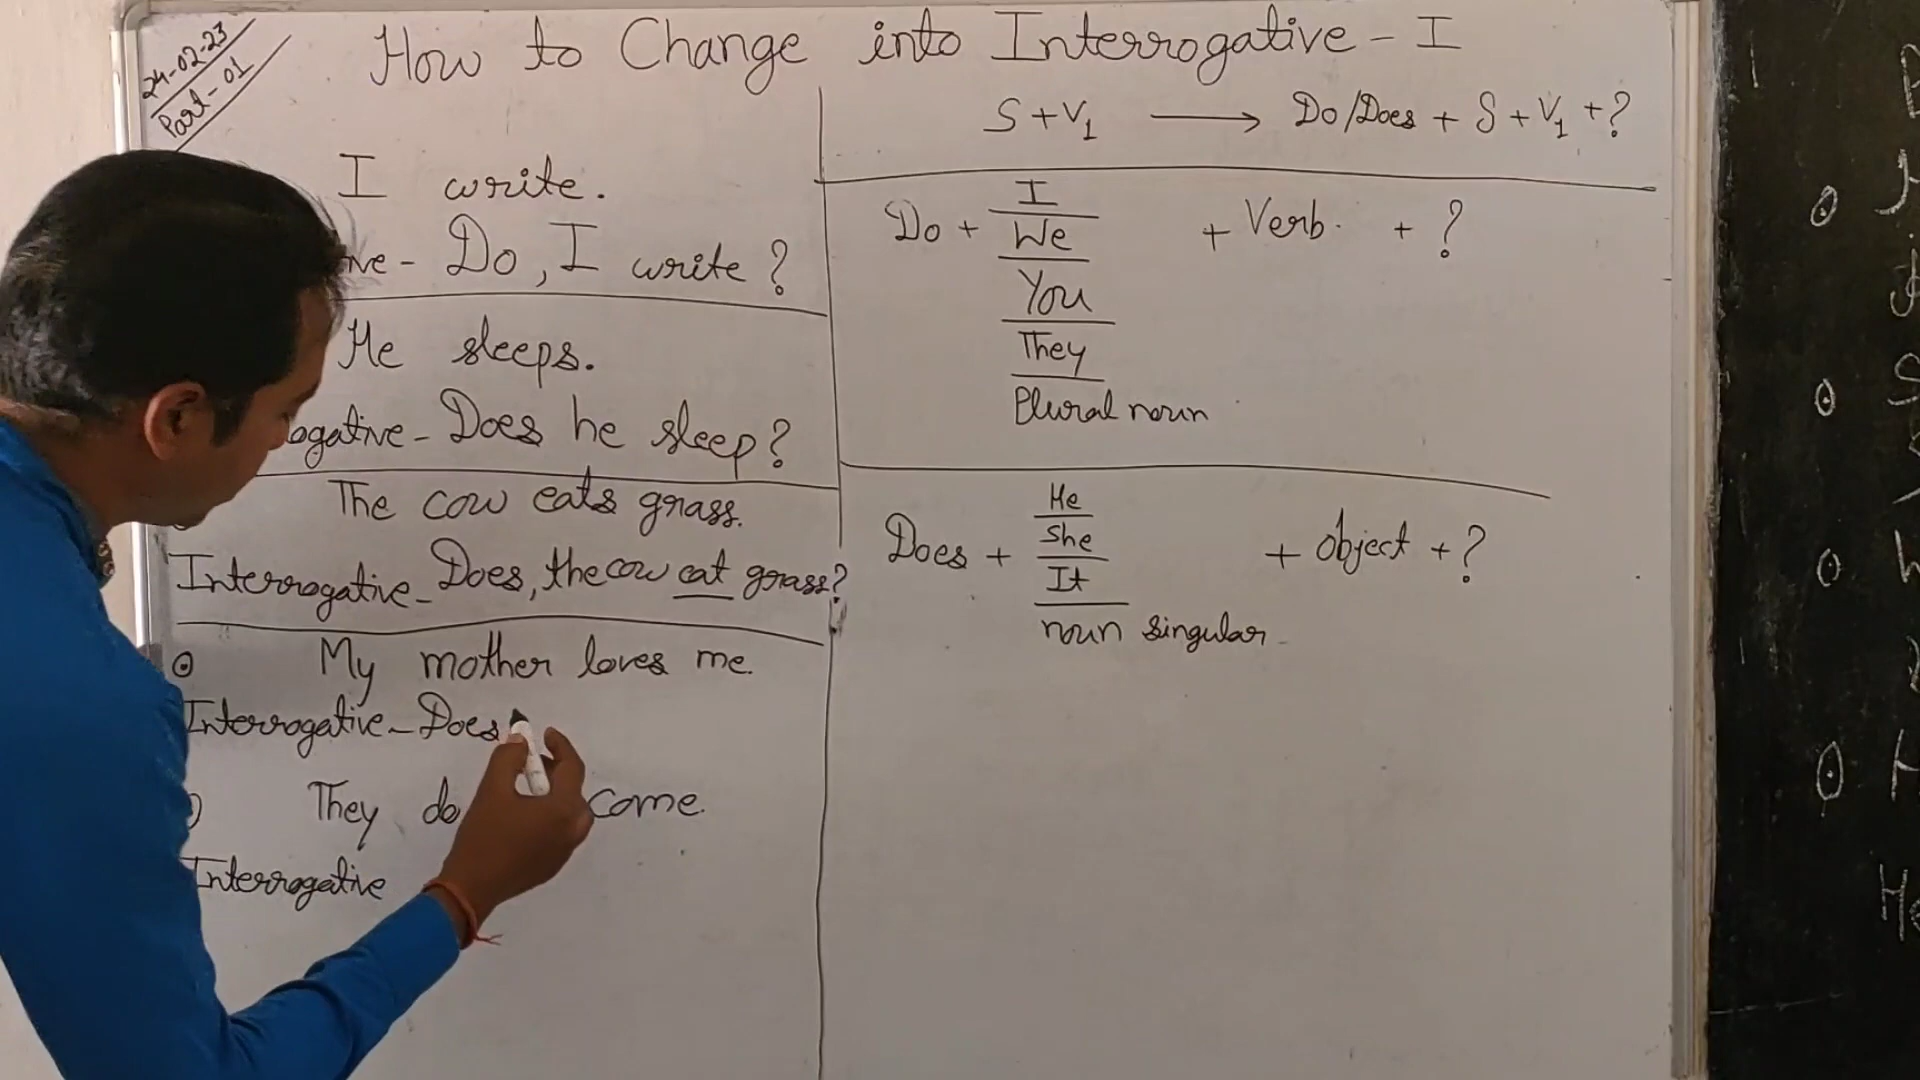 24-02-23
Part-01
How to Change into Interrogative - I
I write.
Do, I write?
He sleeps.
Does he sleep?
The cow eats grass.
Interrogative - Does, the cow eat grass?
⊙ My mother loves me.
Interrogative - Does
They do come.
Interrogative
S + V₁ ⟶ Do/Does + S + V₁ + ?
Do + I + Verb. + ?
We
You
They
Plural noun
Does + He + object + ?
She
It
noun singular